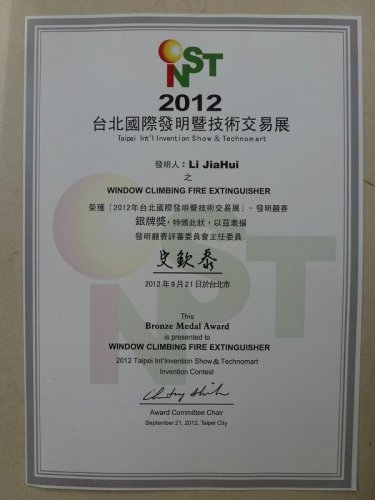 INST
2012
台北國際發明暨技術交易展
Taipei Int'l Invention Show & Technomart
發明人：Li JiaHui
之
WINDOW CLIMBING FIRE EXTINGUISHER
榮獲「2012年台北國際發明暨技術交易展」- 發明競賽
銀牌獎，特頒此狀，以茲表揚
發明競賽評審委員會主任委員
史欽泰
2012 年 9 月 21 日於台北市
This
Bronze Medal Award
is presented to
WINDOW CLIMBING FIRE EXTINGUISHER
2012 Taipei Int'Invention Show & Technomart
Invention Contest
Award Committee Chair
September 21, 2012, Taipei City